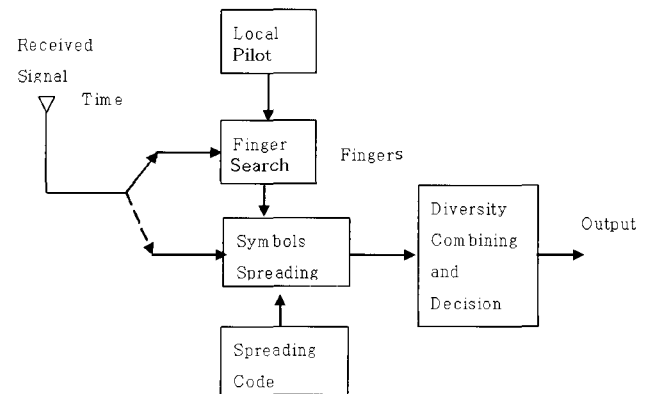 Received
Signal
Time
Local
Pilot
Finger
Search
Fingers
Symbols
Spreading
Diversity
Combining
and
Decision
Output
Spreading
Code